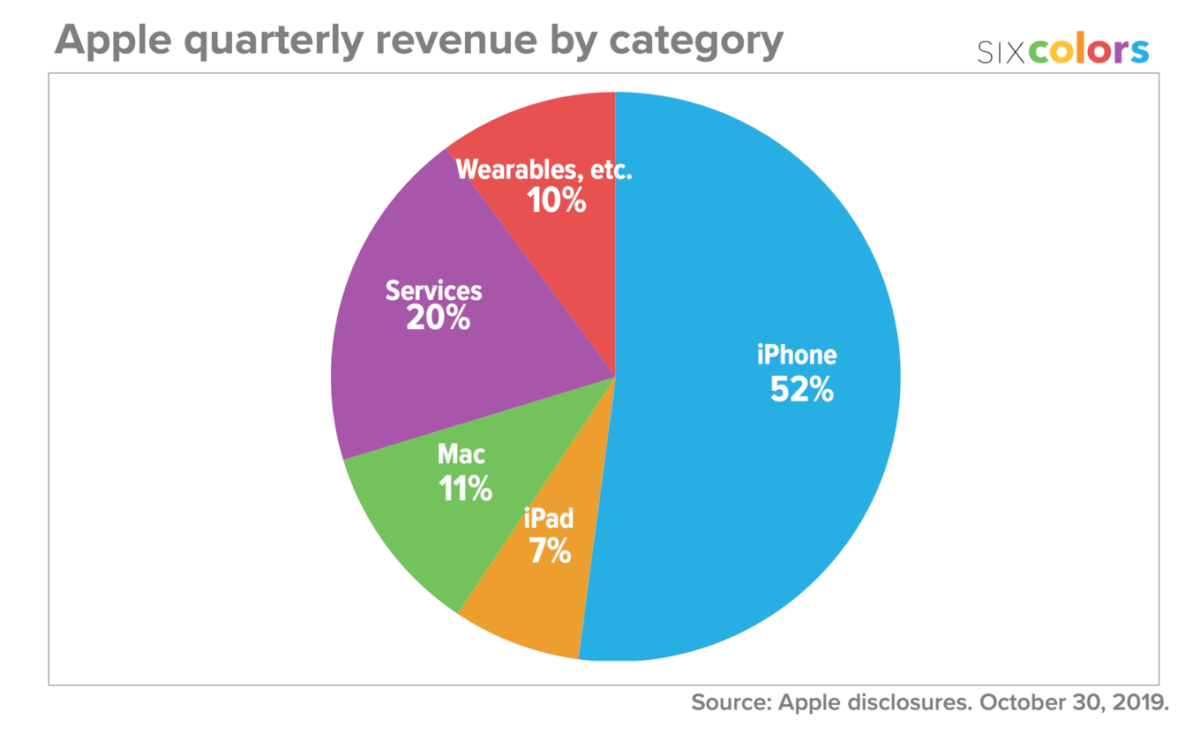 Apple quarterly revenue by category
sixcolors
Wearables, etc.
10%
Services
20%
iPhone
52%
Mac
11%
iPad
7%
Source: Apple disclosures. October 30, 2019.